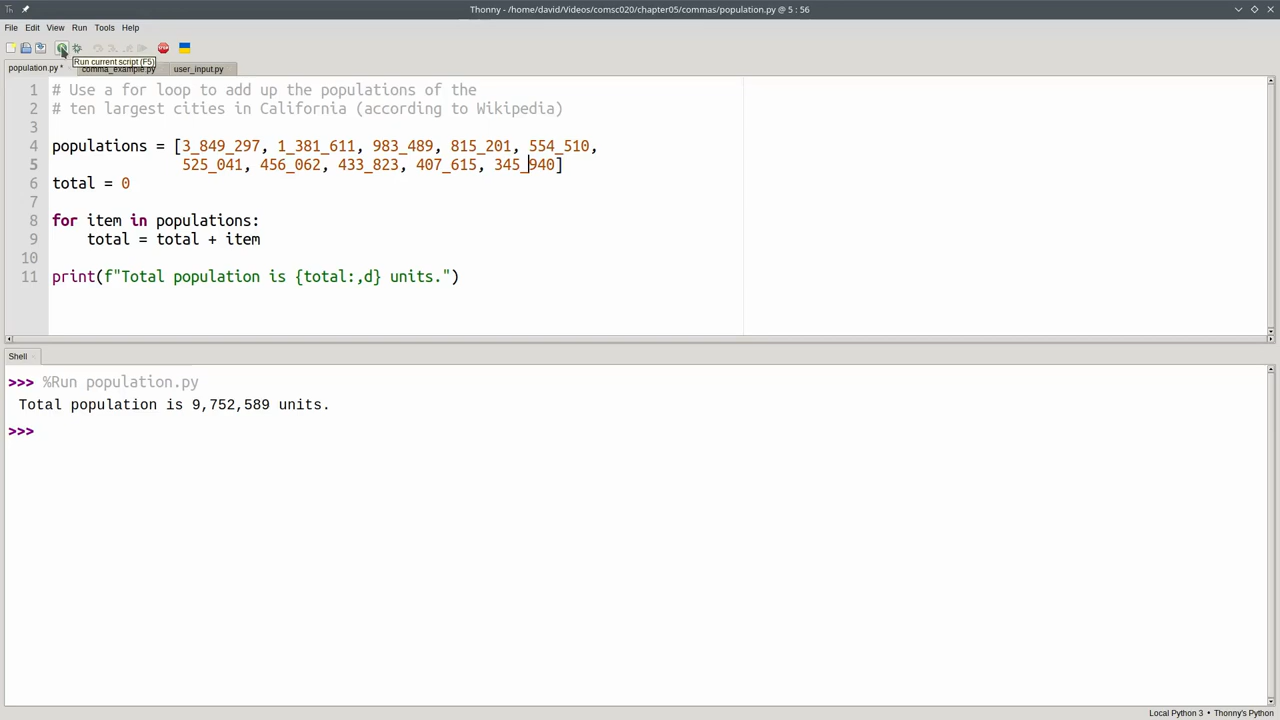 Thonny - /home/david/Videos/comsc020/chapter05/commas/population.py @ 5 : 56
File Edit View Run Tools Help
Run current script (F5)
population.py * comma_example.py user_input.py
1 # Use a for loop to add up the populations of the
2 # ten largest cities in California (according to Wikipedia)
3
4 populations = [3_849_297, 1_381_611, 983_489, 815_201, 554_510,
5 525_041, 456_062, 433_823, 407_615, 345_940]
6 total = 0
7
8 for item in populations:
9 total = total + item
10
11 print(f"Total population is {total:,d} units.")
Shell
>>> %Run population.py
Total population is 9,752,589 units.
>>>
Local Python 3 • Thonny's Python